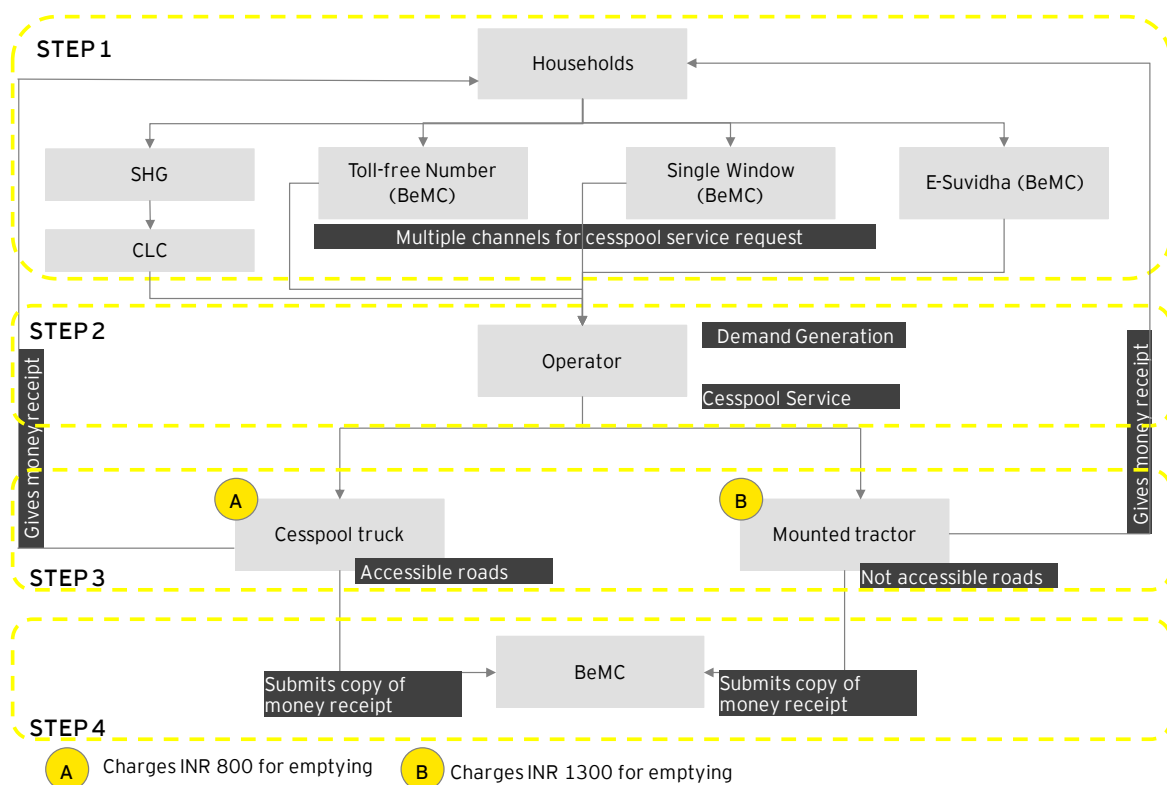 STEP 1
Households
SHG
Toll-free Number
(BeMC)
Single Window
(BeMC)
E-Suvidha (BeMC)
CLC
Multiple channels for cesspool service request
STEP 2
Operator
Demand Generation
Cesspool Service
Gives money receipt
Gives money receipt
A
Cesspool truck
Accessible roads
B
Mounted tractor
Not accessible roads
STEP 3
BeMC
Submits copy of
money receipt
Submits copy of
money receipt
STEP 4
A Charges INR 800 for emptying
B Charges INR 1300 for emptying